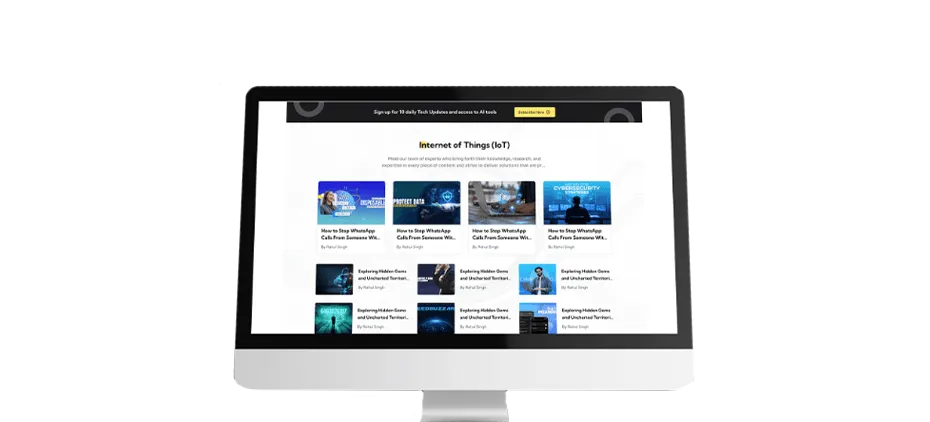 Sign up for 19 daily Tech Updates and access to AI tools
Subscribe Now
Internet of Things (IoT)
Meet our team of experts who bring forth their knowledge, research, and
expertise in every piece of content and strive to deliver solutions that are pr...
PROTECT DATA
CYBERSECURITY
How to Stop WhatsApp
Calls From Someone Wit...
By Rahul Singh
How to Stop WhatsApp
Calls From Someone Wit...
By Rahul Singh
How to Stop WhatsApp
Calls From Someone Wit...
By Rahul Singh
How to Stop WhatsApp
Calls From Someone Wit...
By Rahul Singh
Exploring Hidden Gems
and Uncharted Territori...
By Rahul Singh
Exploring Hidden Gems
and Uncharted Territori...
By Rahul Singh
Exploring Hidden Gems
and Uncharted Territori...
By Rahul Singh
Exploring Hidden Gems
and Uncharted Territori...
By Rahul Singh
Exploring Hidden Gems
and Uncharted Territori...
By Rahul Singh
Exploring Hidden Gems
and Uncharted Territori...
By Rahul Singh